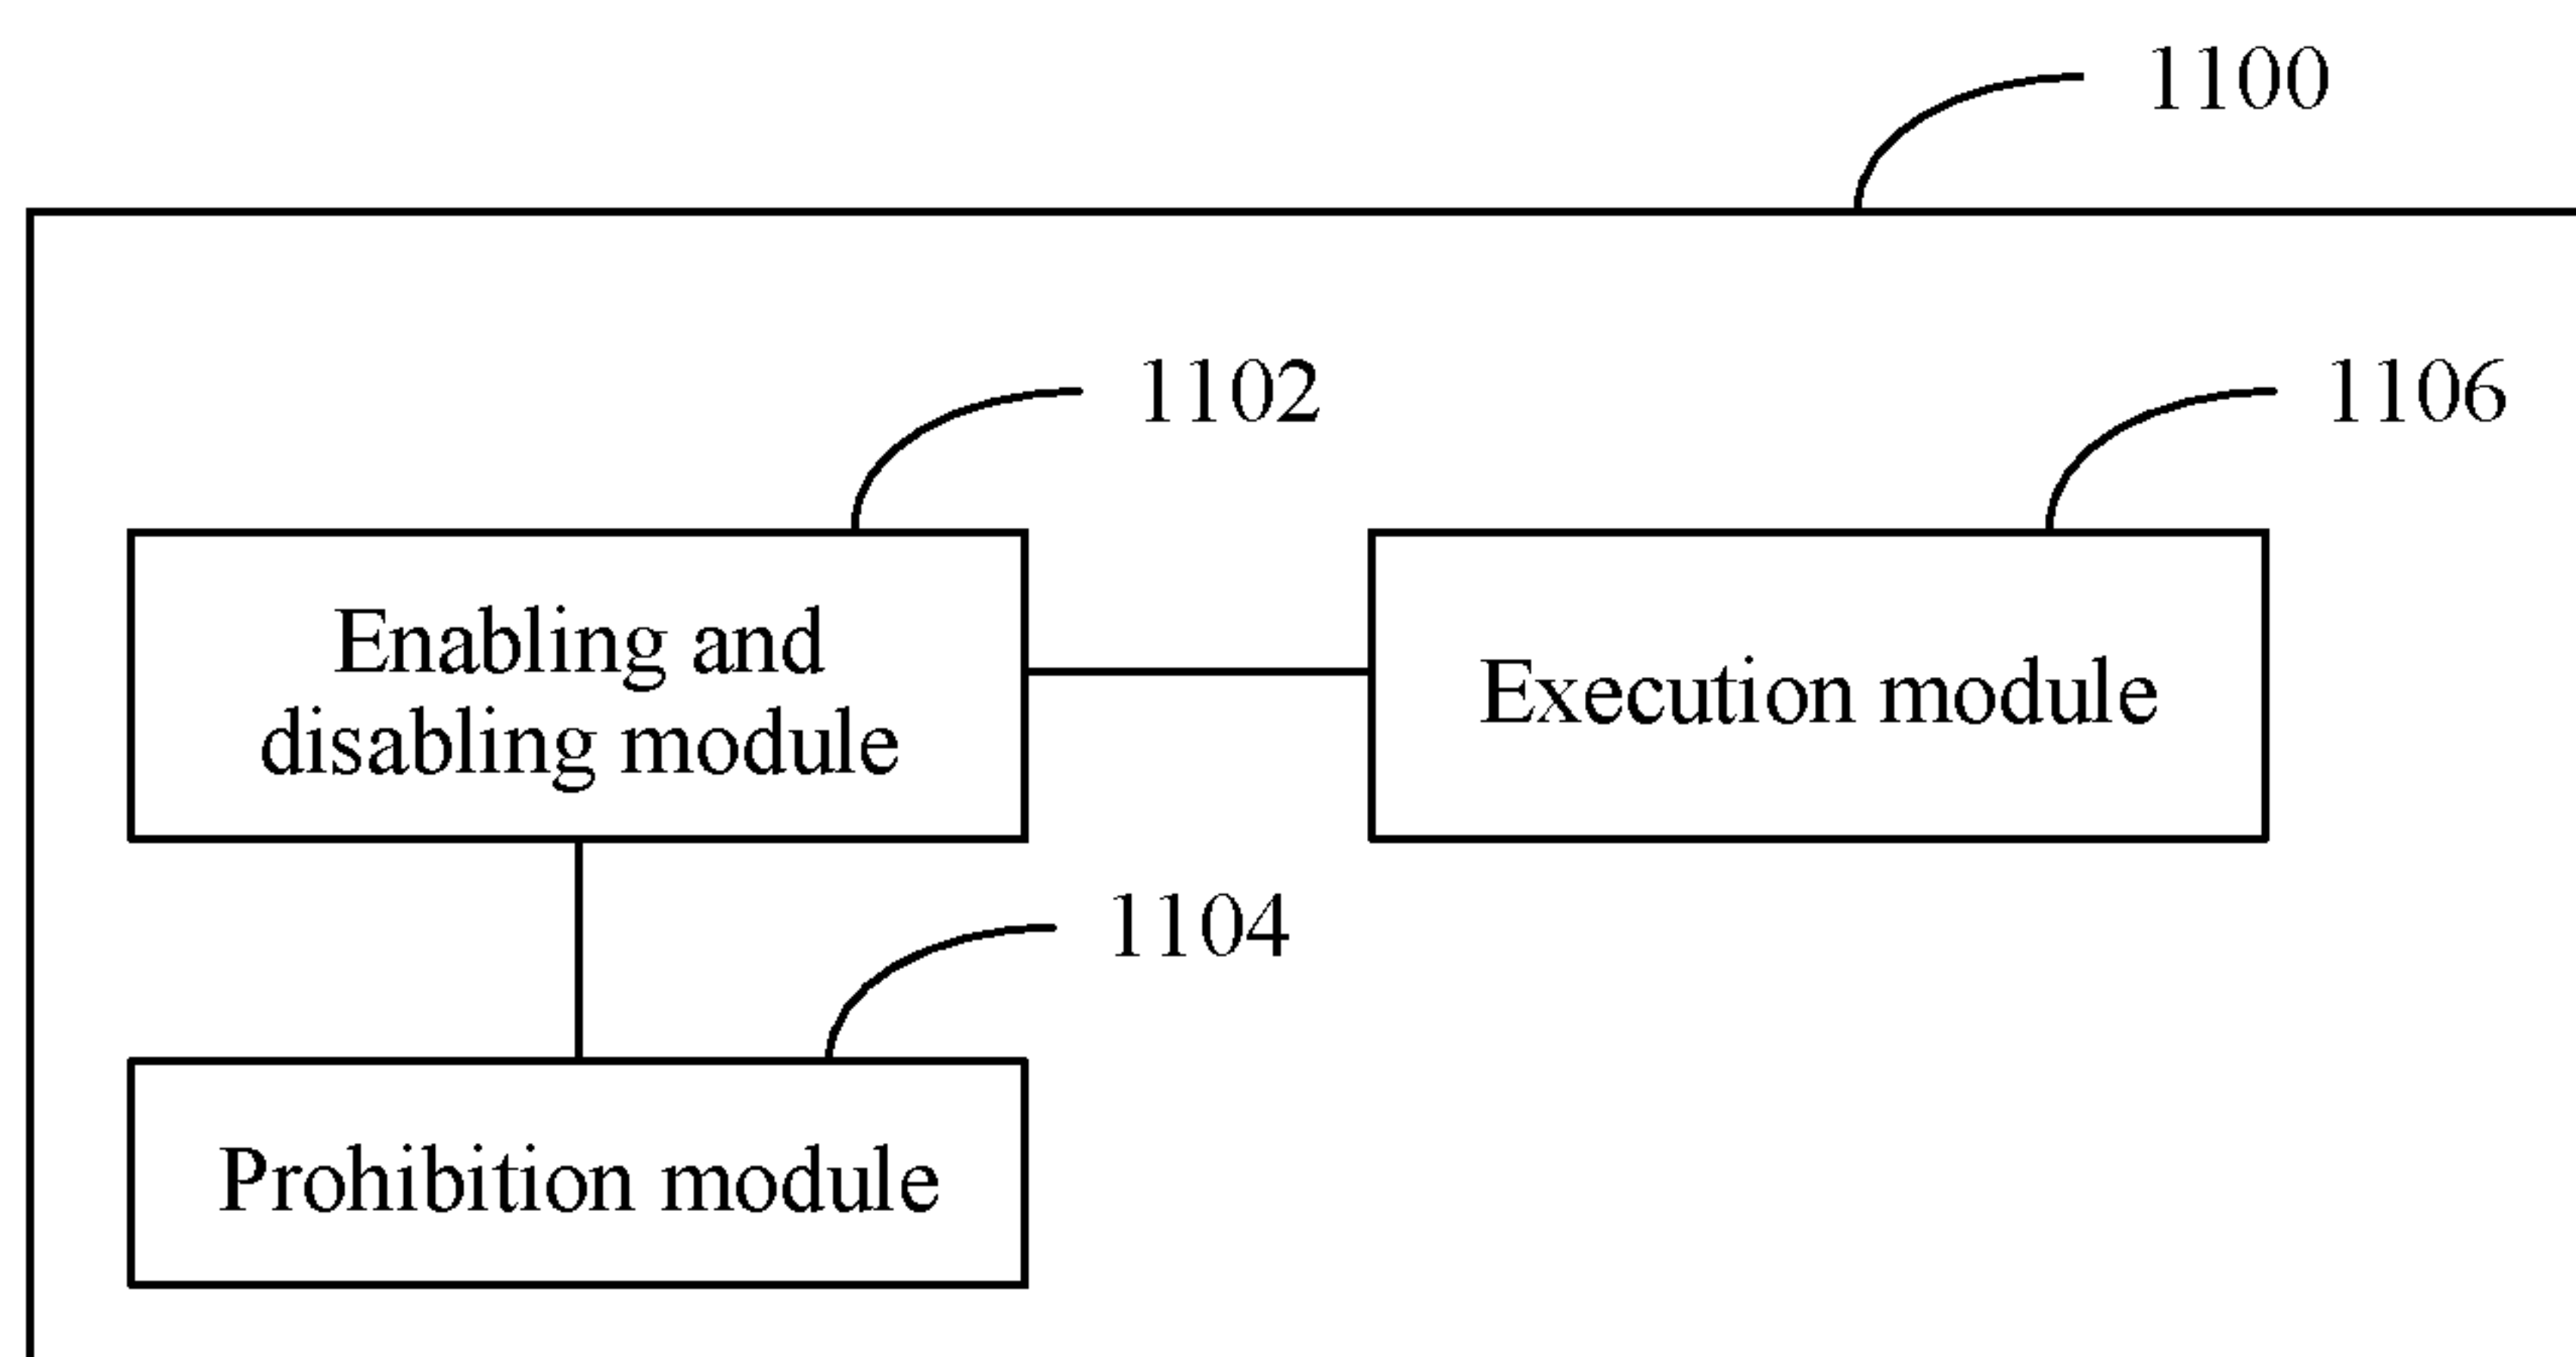 1100
1102
1106
Enabling and
disabling module
Execution module
1104
Prohibition module